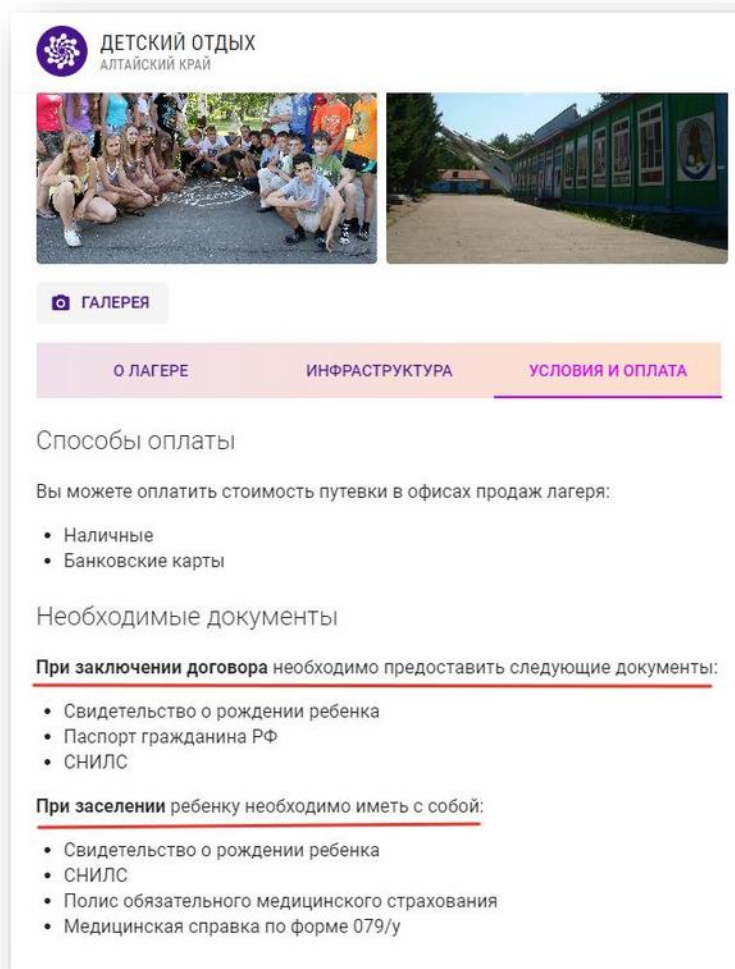 ДЕТСКИЙ ОТДЫХ
АЛТАЙСКИЙ КРАЙ
ГАЛЕРЕЯ
О ЛАГЕРЕ
ИНФРАСТРУКТУРА
УСЛОВИЯ И ОПЛАТА
Способы оплаты
Вы можете оплатить стоимость путевки в офисах продаж лагеря:
• Наличные
• Банковские карты
Необходимые документы
При заключении договора необходимо предоставить следующие документы:
• Свидетельство о рождении ребенка
• Паспорт гражданина РФ
• СНИЛС
При заселении ребенку необходимо иметь с собой:
• Свидетельство о рождении ребенка
• СНИЛС
• Полис обязательного медицинского страхования
• Медицинская справка по форме 079/у